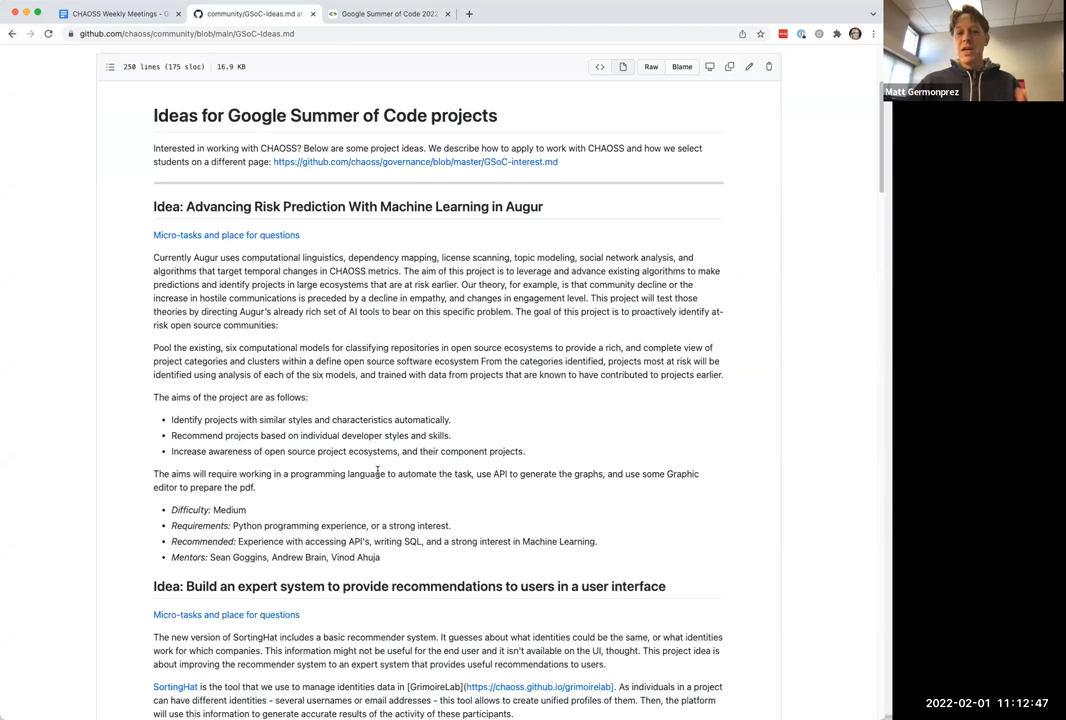 CHAOSS Weekly Meetings - G
community/GSoC-Ideas.md at
Google Summer of Code 2022
github.com/chaoss/community/blob/main/GSoC-Ideas.md
Matt Germonprez
250 lines (175 sloc) 16.9 KB
Raw Blame
Ideas for Google Summer of Code projects
Interested in working with CHAOSS? Below are some project ideas. We describe how to apply to work with CHAOSS and how we select
students on a different page: https://github.com/chaoss/governance/blob/master/GSoC-interest.md
Idea: Advancing Risk Prediction With Machine Learning in Augur
Micro-tasks and place for questions
Currently Augur uses computational linguistics, dependency mapping, license scanning, topic modeling, social network analysis, and
algorithms that target temporal changes in CHAOSS metrics. The aim of this project is to leverage and advance existing algorithms to make
predictions and identify projects in large ecosystems that are at risk earlier. Our theory, for example, is that community decline or the
increase in hostile communications is preceded by a decline in empathy, and changes in engagement level. This project will test those
theories by directing Augur's already rich set of AI tools to bear on this specific problem. The goal of this project is to proactively identify at-
risk open source communities:
Pool the existing, six computational models for classifying repositories in open source ecosystems to provide a rich, and complete view of
project categories and clusters within a define open source software ecosystem From the categories identified, projects most at risk will be
identified using analysis of each of the six models, and trained with data from projects that are known to have contributed to projects earlier.
The aims of the project are as follows:
• Identify projects with similar styles and characteristics automatically.
• Recommend projects based on individual developer styles and skills.
• Increase awareness of open source project ecosystems, and their component projects.
The aims will require working in a programming language to automate the task, use API to generate the graphs, and use some Graphic
editor to prepare the pdf.
• Difficulty: Medium
• Requirements: Python programming experience, or a strong interest.
• Recommended: Experience with accessing API's, writing SQL, and a strong interest in Machine Learning.
• Mentors: Sean Goggins, Andrew Brain, Vinod Ahuja
Idea: Build an expert system to provide recommendations to users in a user interface
Micro-tasks and place for questions
The new version of SortingHat includes a basic recommender system. It guesses about what identities could be the same, or what identities
work for which companies. This information might not be useful for the end user and it isn't available on the UI, thought. This project idea is
about improving the recommender system to an expert system that provides useful recommendations to users.
SortingHat is the tool that we use to manage identities data in [GrimoireLab](https://chaoss.github.io/grimoirelab]. As individuals in a project
can have different identities - several usernames or email addresses - this tool allows to create unified profiles of them. Then, the platform
will use this information to generate accurate results of the activity of these participants.
2022-02-01 11:12:47